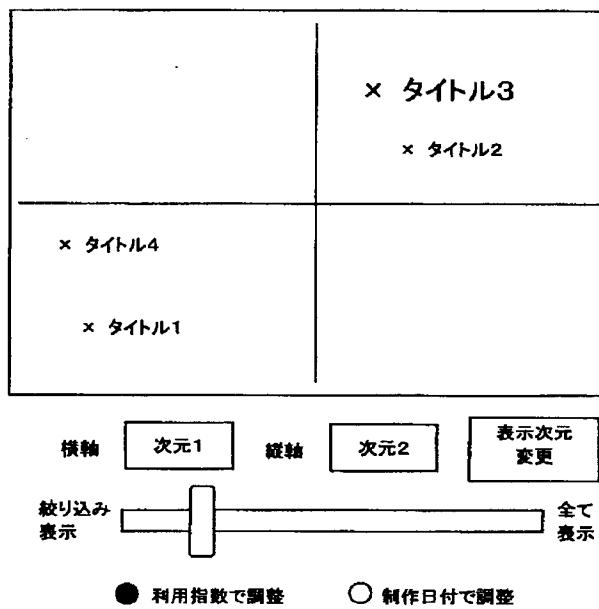 × タイトル3
× タイトル2
× タイトル4
× タイトル1
横軸 次元1 縦軸 次元2 表示次元
変更
絞り込み
表示
全て
表示
● 利用指数で調整 ○ 制作日付で調整